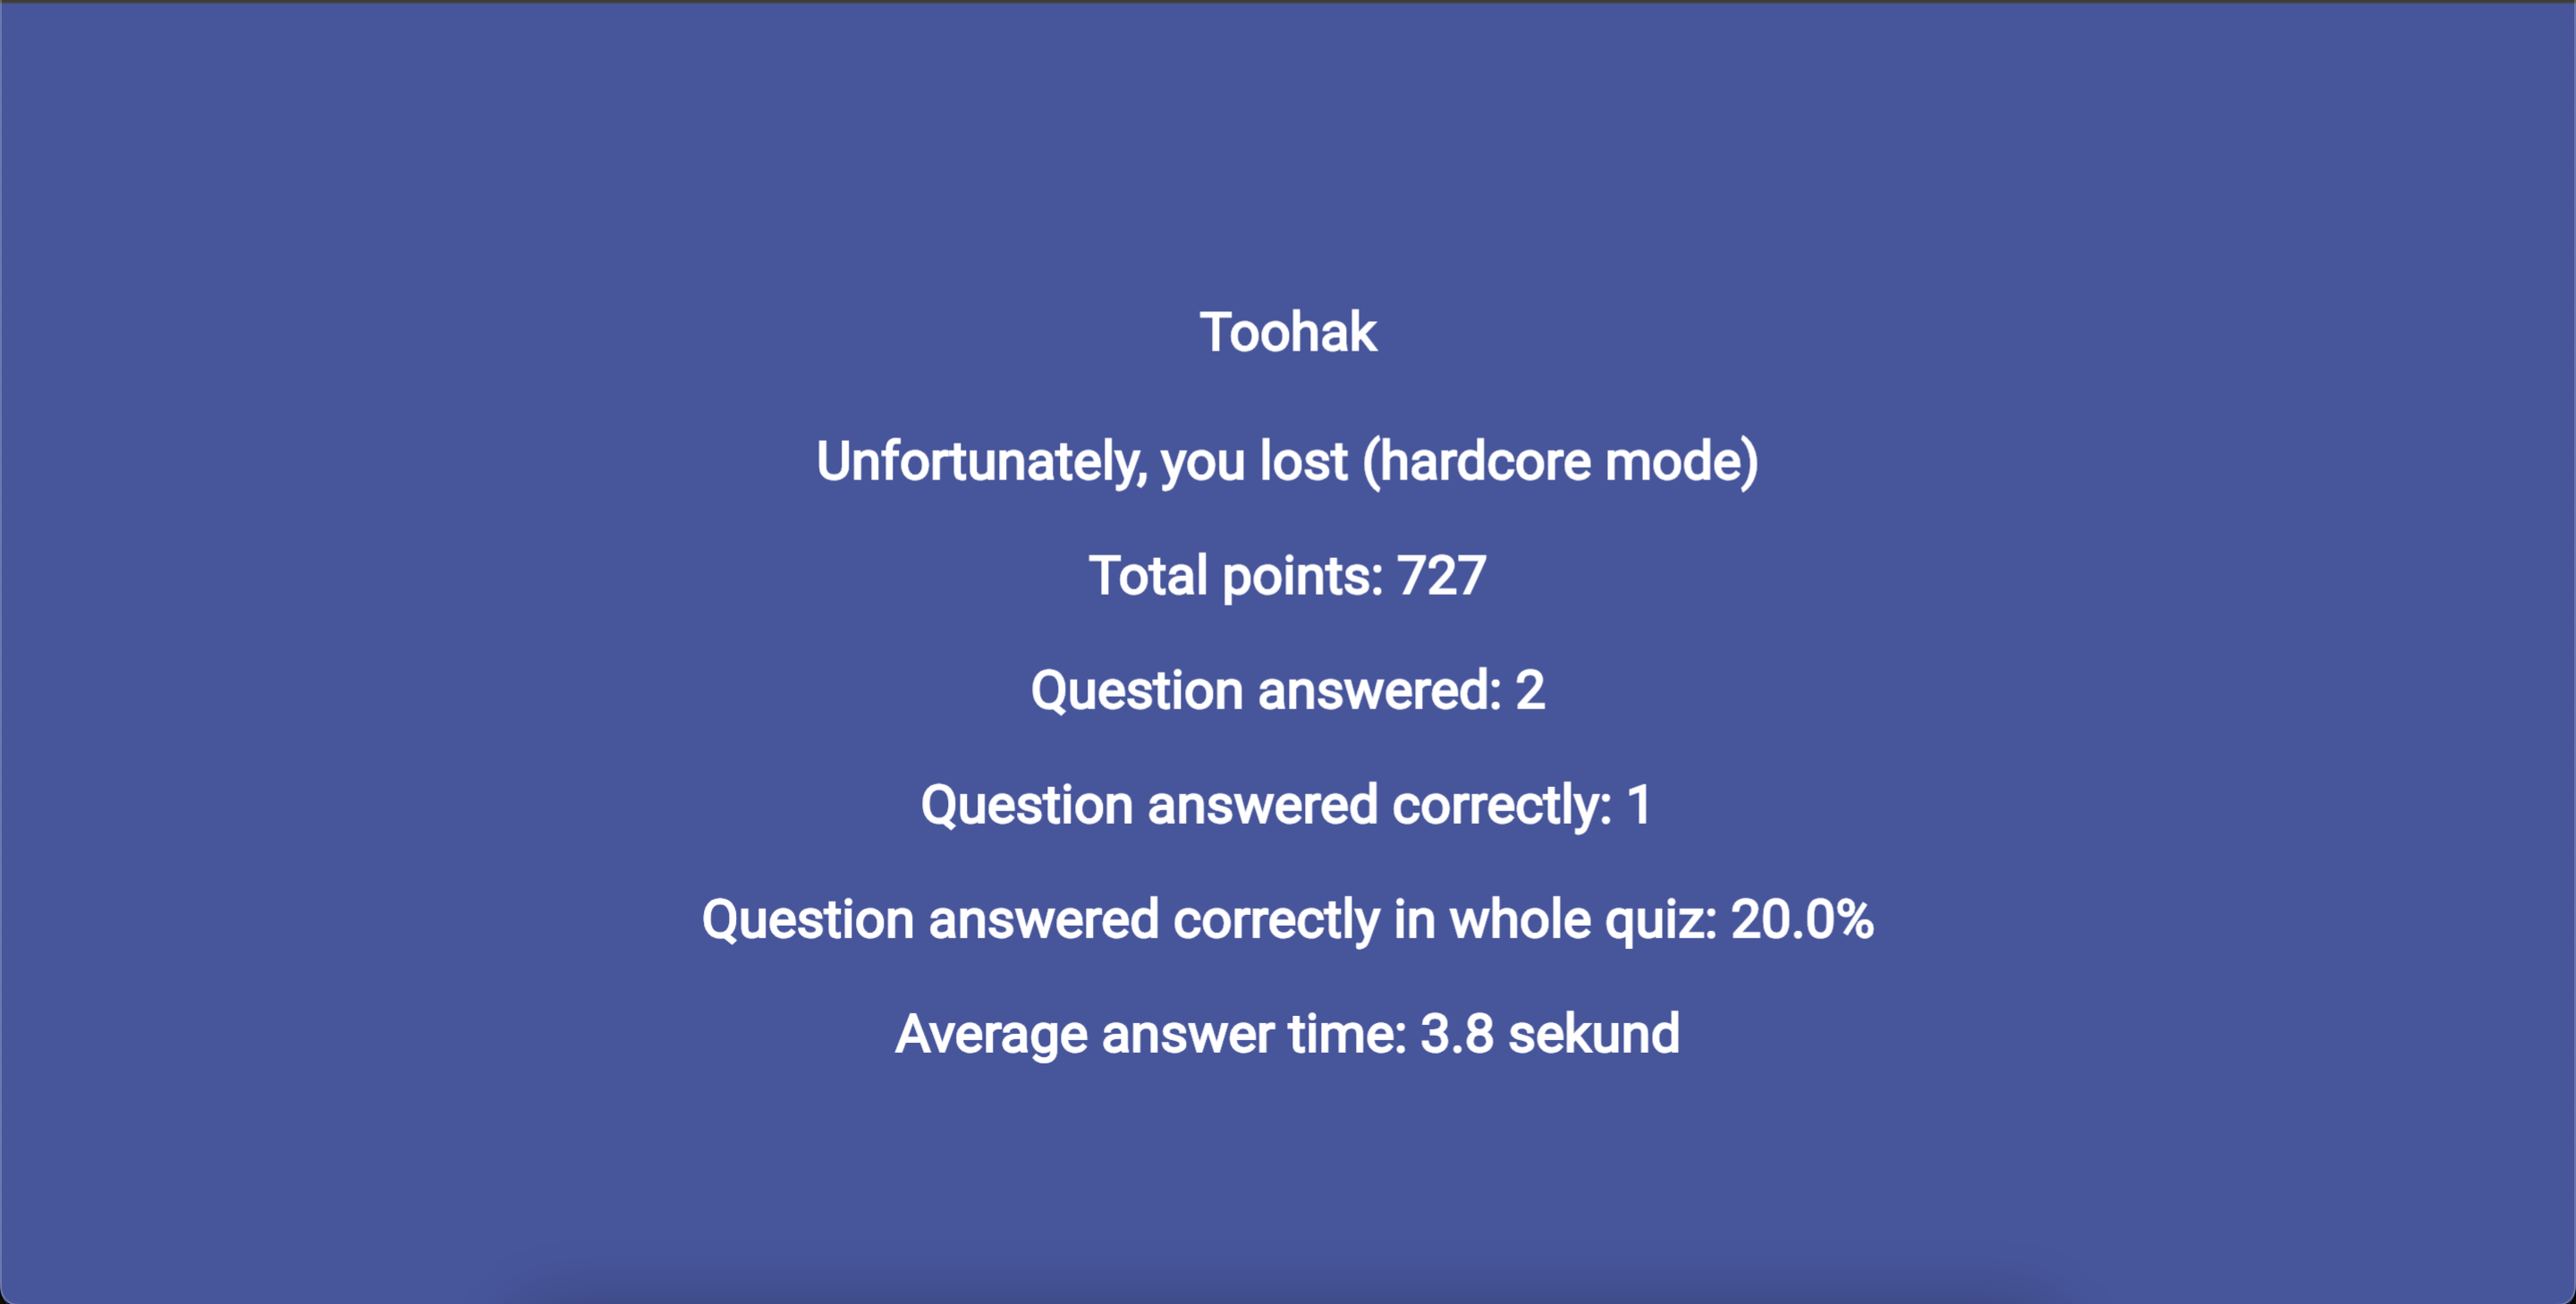 Toohak
Unfortunately, you lost (hardcore mode)
Total points: 727
Question answered: 2
Question answered correctly: 1
Question answered correctly in whole quiz: 20.0%
Average answer time: 3.8 sekund